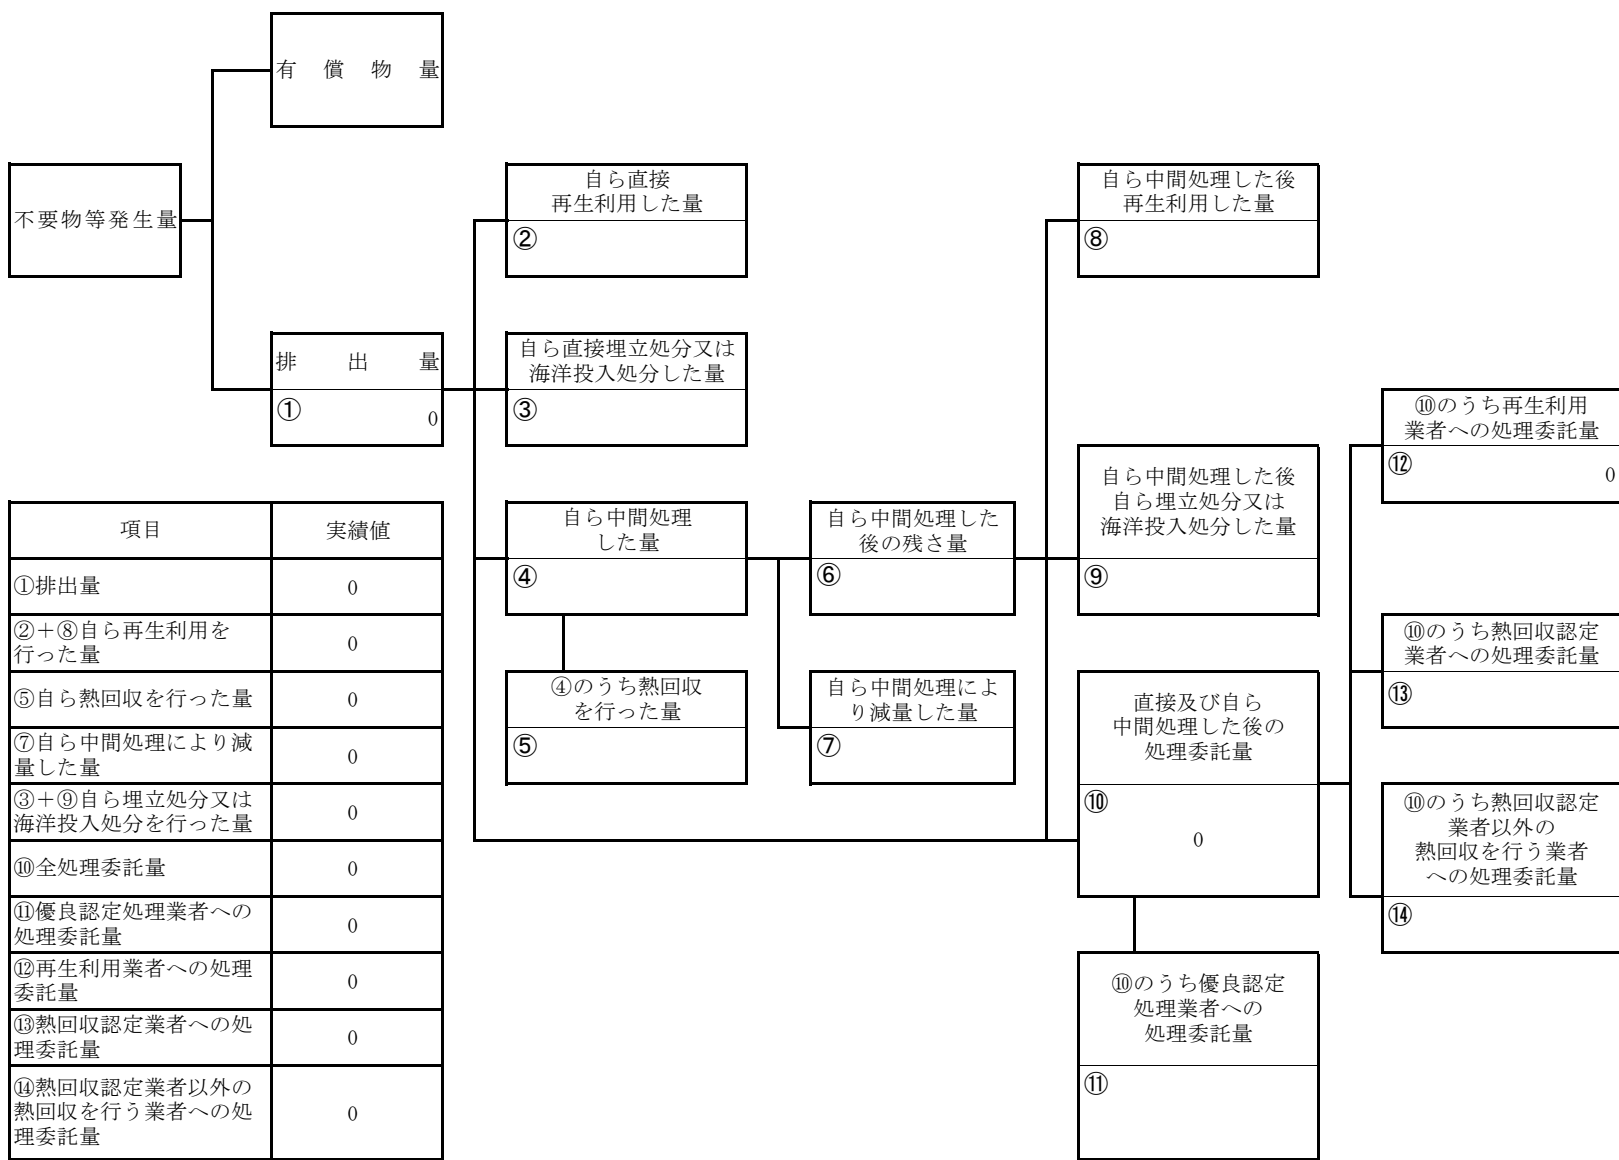 有償物量
不要物等発生量
排出量
①
0
自ら直接
再生利用した量
②
自ら直接埋立処分又は
海洋投入処分した量
③
自ら中間処理
した量
④
④のうち熱回収
を行った量
⑤
自ら中間処理した
後の残さ量
⑥
自ら中間処理によ
り減量した量
⑦
自ら中間処理した後
再生利用した量
⑧
自ら中間処理した後
自ら埋立処分又は
海洋投入処分した量
⑨
直接及び自ら
中間処理した後の
処理委託量
⑩
0
⑩のうち優良認定
処理業者への
処理委託量
⑪
⑩のうち再生利用
業者への処理委託量
⑫
0
⑩のうち熱回収認定
業者への処理委託量
⑬
⑩のうち熱回収認定
業者以外の
熱回収を行う業者
への処理委託量
⑭
項目 実績値
①排出量 0
②+⑧自ら再生利用を
行った量 0
⑤自ら熱回収を行った量 0
⑦自ら中間処理により減
量した量 0
③+⑨自ら埋立処分又は
海洋投入処分を行った量 0
⑩全処理委託量 0
⑪優良認定処理業者への
処理委託量 0
⑫再生利用業者への処理
委託量 0
⑬熱回収認定業者への処
理委託量 0
⑭熱回収認定業者以外の
熱回収を行う業者への処
理委託量 0